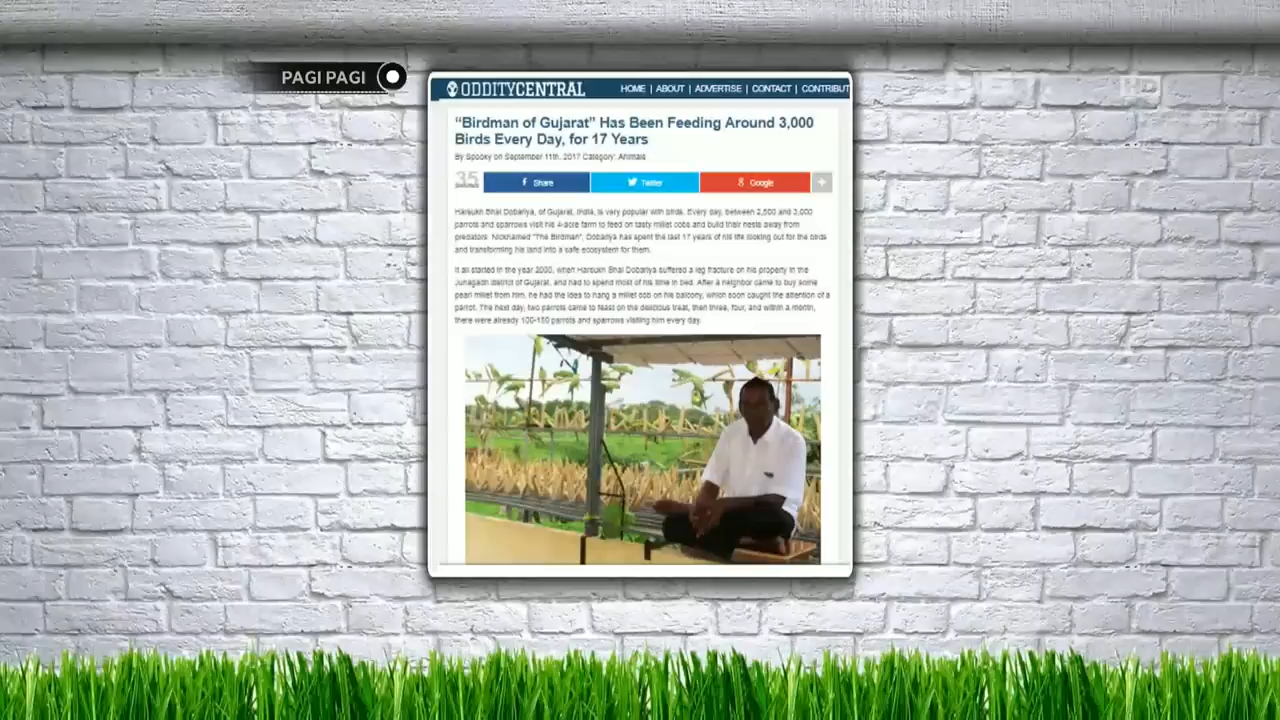 PAGI PAGI
HD
ODDITYCENTRAL
HOME | ABOUT | ADVERTISE | CONTACT | CONTRIBUT
“Birdman of Gujarat” Has Been Feeding Around 3,000
Birds Every Day, for 17 Years
By Spooky on September 11th, 2017 Category: Animals
35
Share
Twitter
Google
+
Harsukh Bhai Dobariya, of Gujarat, India, is very popular with birds. Every day, between 2,500 and 3,000
parrots and sparrows visit his 4-acre farm to feed on tasty millet cobs and build their nests away from
predators. Nicknamed “The Birdman”, Dobariya has spent the last 17 years of his life looking out for the birds
and transforming his land into a safe ecosystem for them.
It all started in the year 2000, when Harsukh Bhai Dobariya suffered a leg fracture on his property in the
Junagadh district of Gujarat, and had to spend most of his time in bed. After a neighbor came to buy some
pearl millet from him, he had the idea to hang a millet cob on his balcony, which soon caught the attention of a
parrot. The next day, two parrots came to feast on the delicious treat, then three, four, and within a month,
there were already 100-150 parrots and sparrows visiting him every day.